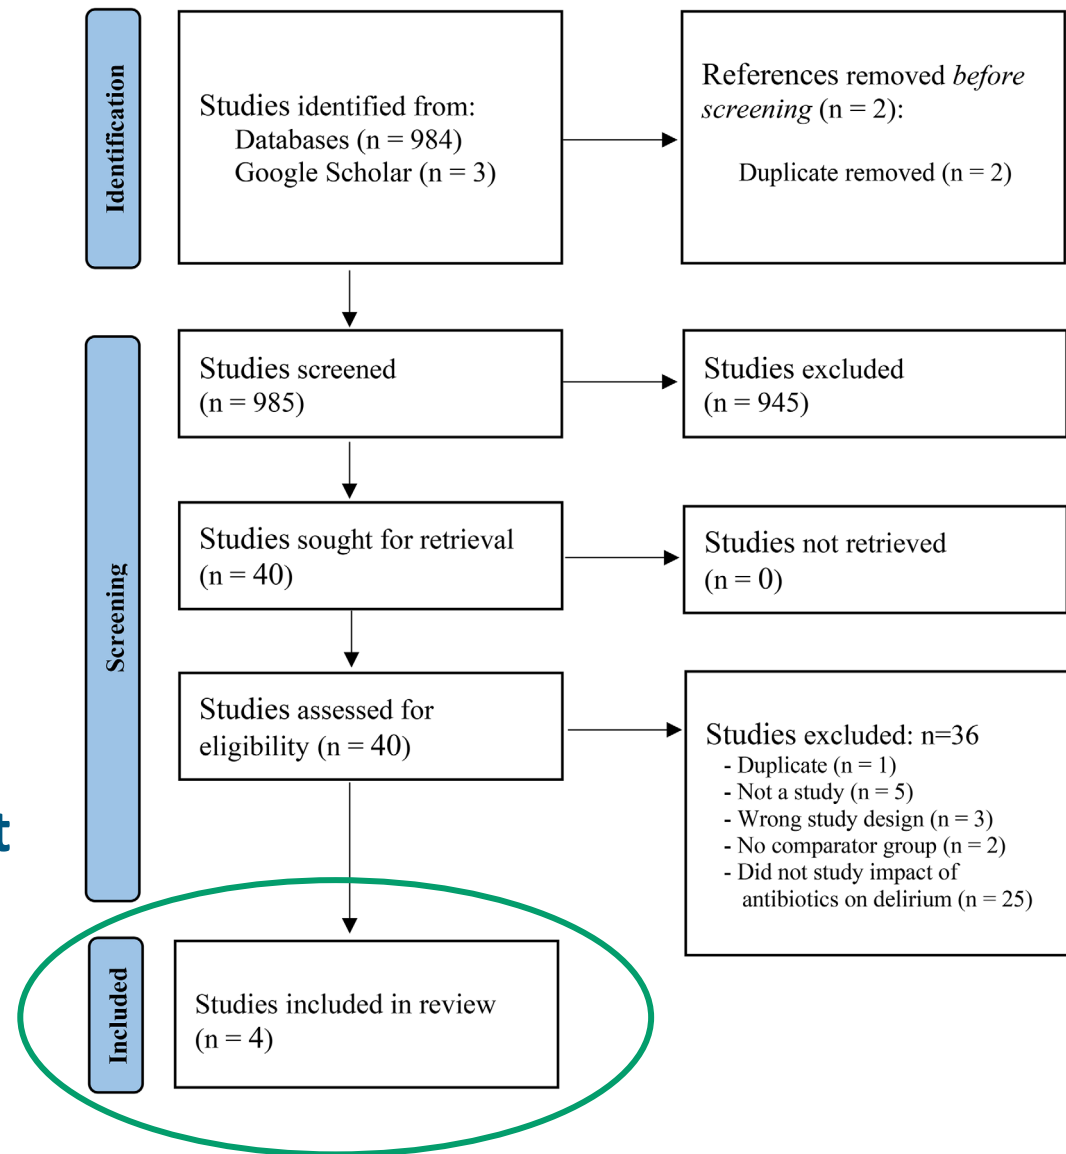 Identification
Studies identified from:
Databases (n = 984)
Google Scholar (n = 3)
References removed before
screening (n = 2):
Duplicate removed (n = 2)
Screening
Studies screened
(n = 985)
Studies excluded
(n = 945)
Studies sought for retrieval
(n = 40)
Studies not retrieved
(n = 0)
Studies assessed for
eligibility (n = 40)
Studies excluded: n=36
- Duplicate (n = 1)
- Not a study (n = 5)
- Wrong study design (n = 3)
- No comparator group (n = 2)
- Did not study impact of
antibiotics on delirium (n = 25)
t
Included
Studies included in review
(n = 4)